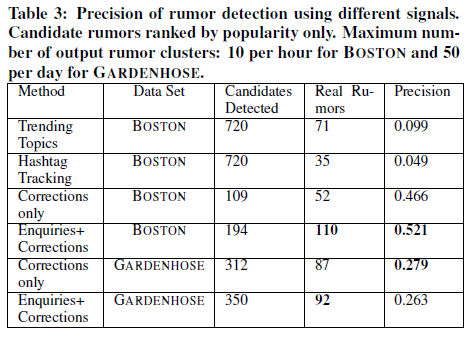 Table 3: Precision of rumor detection using different signals.
Candidate rumors ranked by popularity only. Maximum num-
ber of output rumor clusters: 10 per hour for BOSTON and 50
per day for GARDENHOSE.
Method Data Set Candidates Real Ru- Precision
Detected mors
Trending BOSTON 720 71 0.099
Topics
Hashtag BOSTON 720 35 0.049
Tracking
Corrections BOSTON 109 52 0.466
only
Enquiries+ BOSTON 194 110 0.521
Corrections
Corrections GARDENHOSE 312 87 0.279
only
Enquiries+ GARDENHOSE 350 92 0.263
Corrections